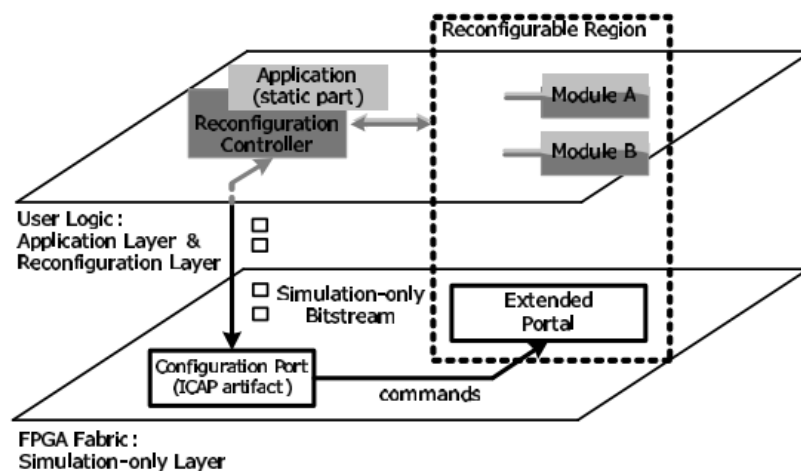 Reconfigurable Region
Application
(static part)
Reconfiguration
Controller
Module A
Module B
User Logic :
Application Layer &
Reconfiguration Layer
Simulation-only
Bitstream
Extended
Portal
Configuration Port
(ICAP artifact)
commands
FPGA Fabric :
Simulation-only Layer